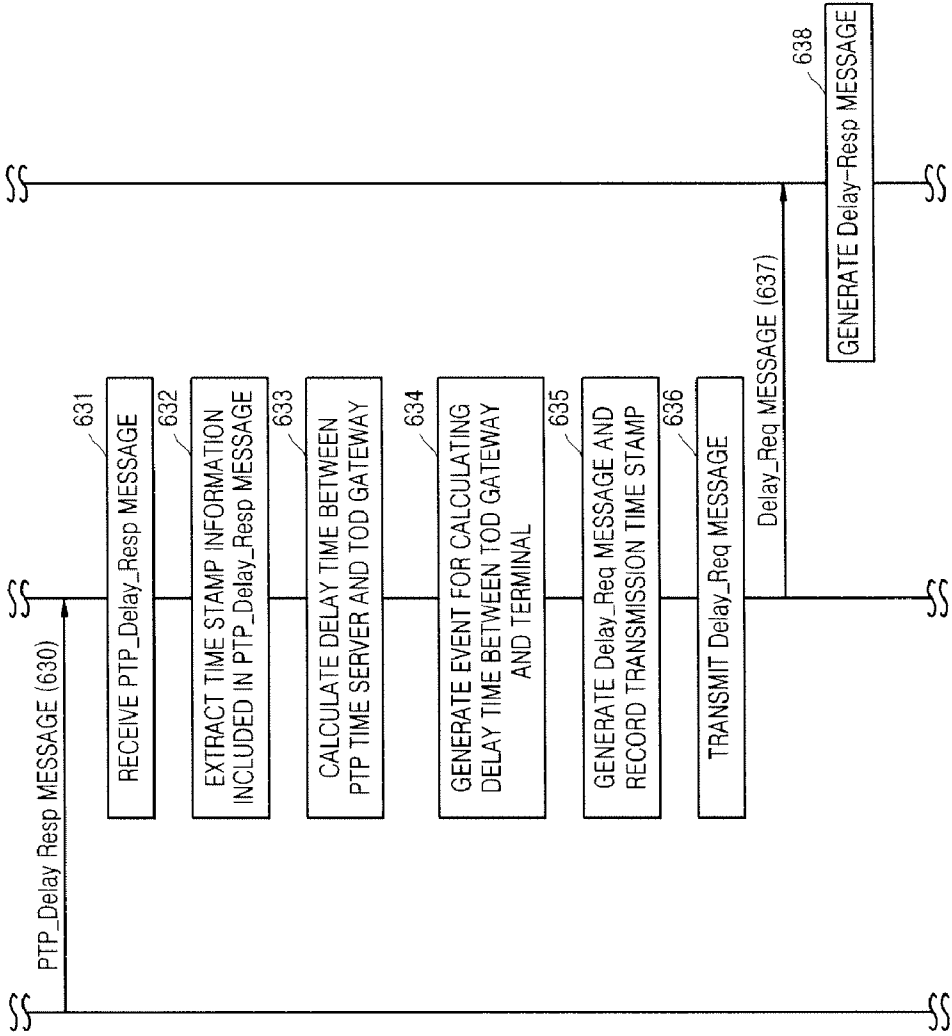 PTP_Delay Resp MESSAGE (630)
631
RECEIVE PTP_Delay_Resp MESSAGE
632
EXTRACT TIME STAMP INFORMATION
INCLUDED IN PTP_Delay_Resp MESSAGE
633
CALCULATE DELAY TIME BETWEEN
PTP TIME SERVER AND TOD GATEWAY
634
GENERATE EVENT FOR CALCULATING
DELAY TIME BETWEEN TOD GATEWAY
AND TERMINAL
635
GENERATE Delay_Req MESSAGE AND
RECORD TRANSMISSION TIME STAMP
636
TRANSMIT Delay_Req MESSAGE
Delay_Req MESSAGE (637)
638
GENERATE Delay-Resp MESSAGE